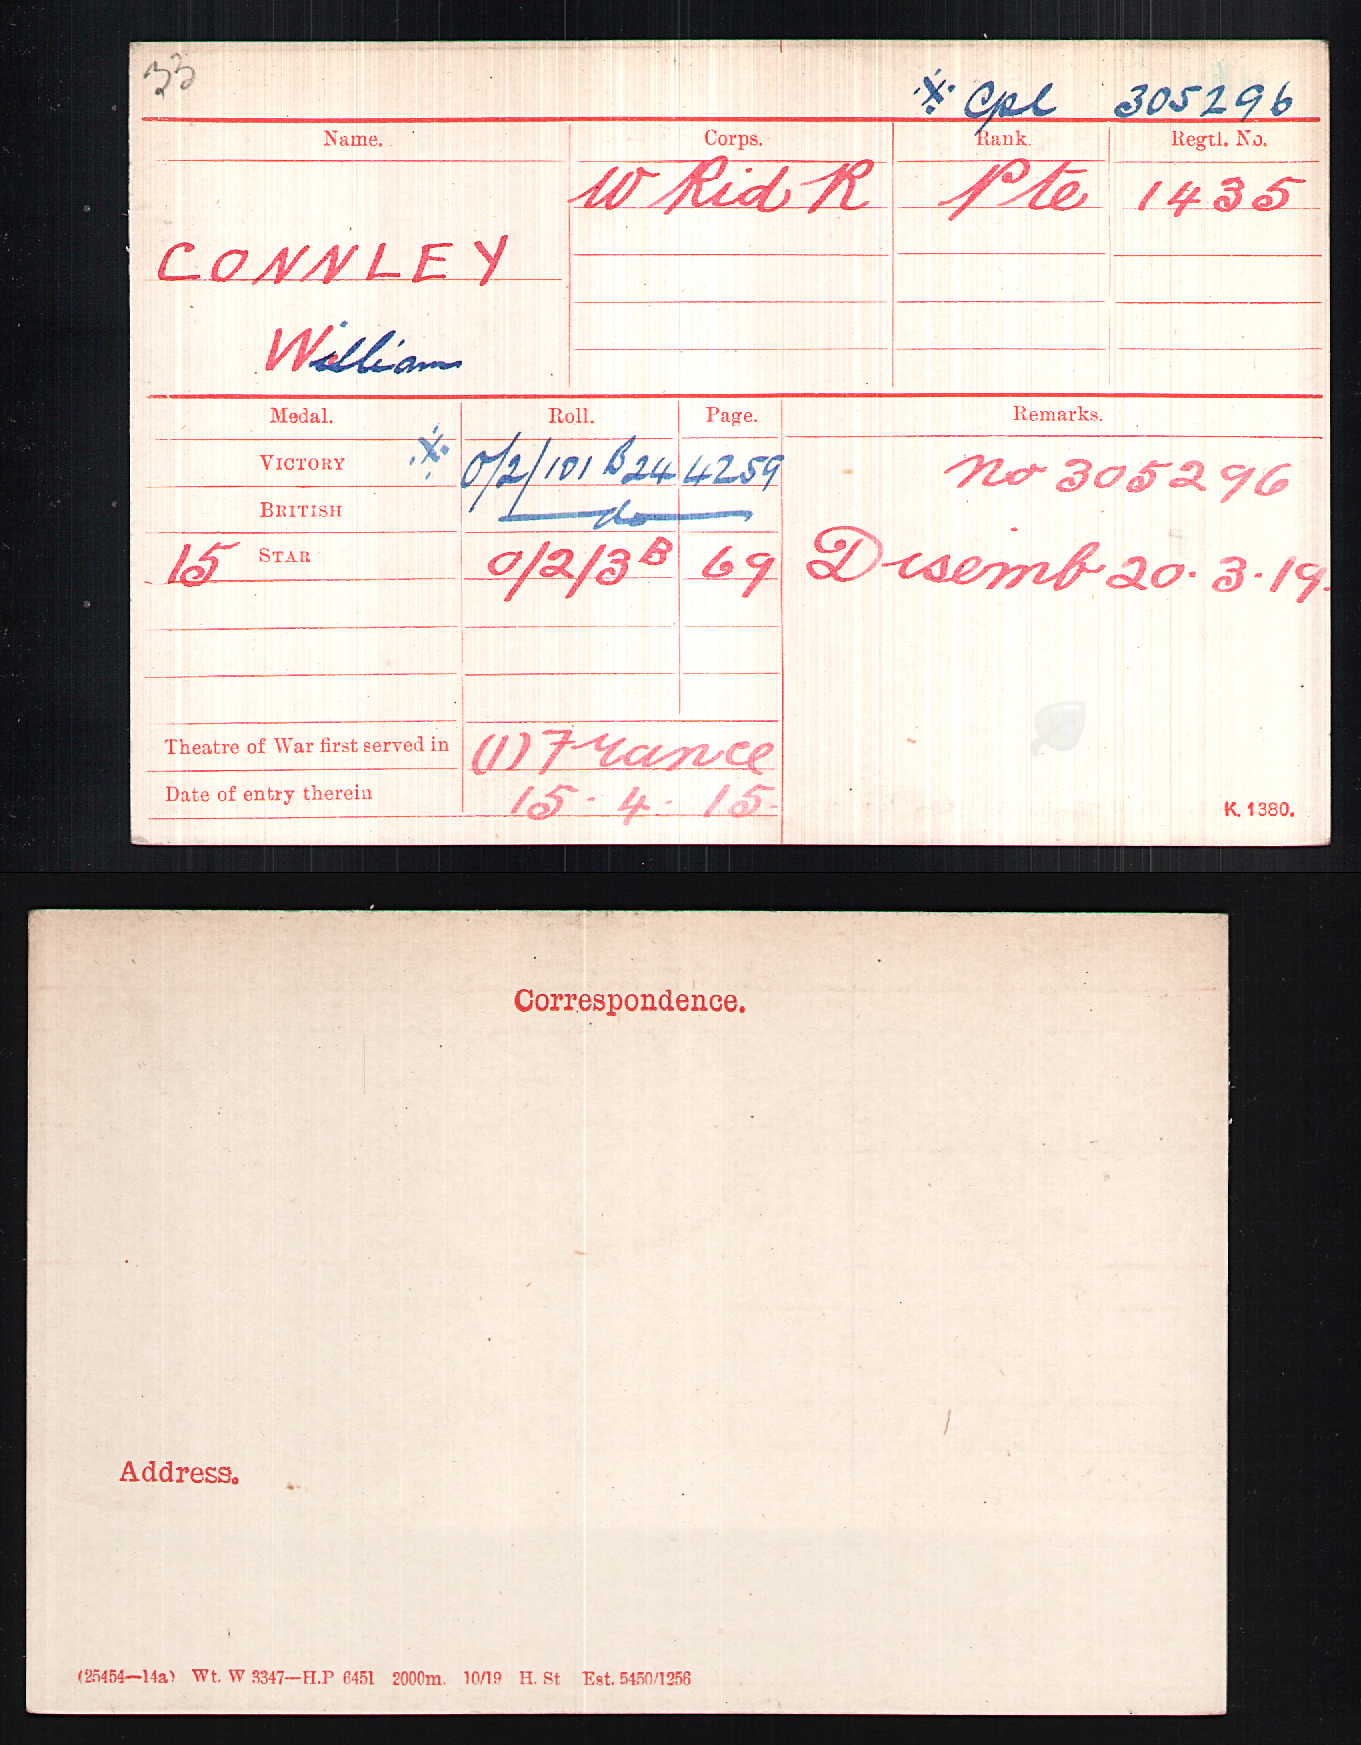 33
※ Cpl 305296
Name. Corps. Rank. Regtl. No.
W Rid R Pte 1435
CONNLEY
William
Medal. Roll. Page. Remarks.
VICTORY ※ O/2/101 B24 4259 No 305296
BRITISH do
15 STAR O/2/3B 69 Disemb 20.3.19.
Theatre of War first served in (1) France
Date of entry therein 15.4.15.
K. 1380.
Correspondence.
Address.
(25454—14a) Wt. W 3347—H.P 6451 2000m. 10/19 H. St Est. 5450/1256